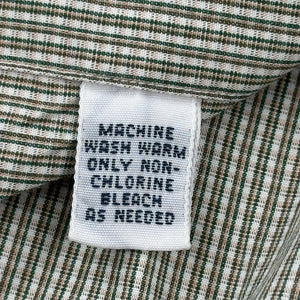 MACHINE
WASH WARM
ONLY NON-
CHLORINE
BLEACH
AS NEEDED